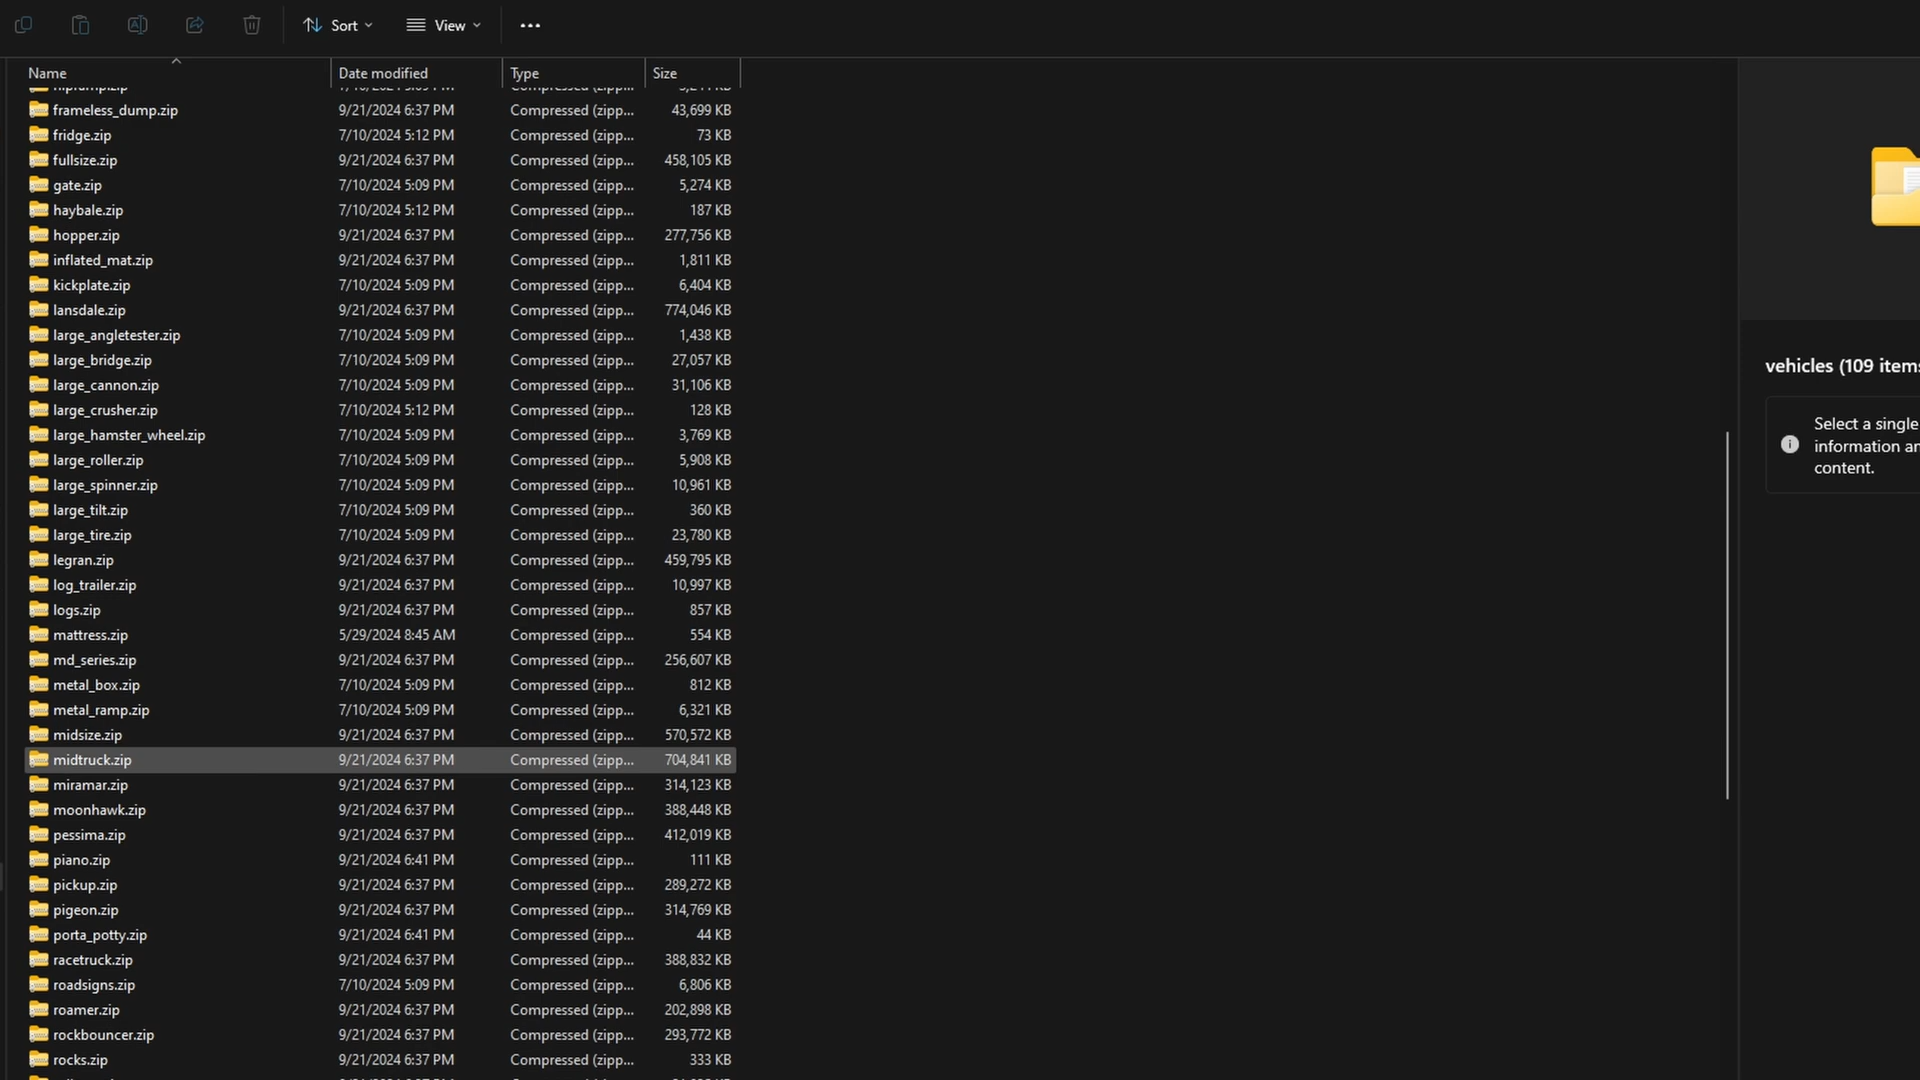 Sort View
Name Date modified Type Size
frameless_dump.zip 9/21/2024 6:37 PM Compressed (zipp... 43,699 KB
fridge.zip 7/10/2024 5:12 PM Compressed (zipp... 73 KB
fullsize.zip 9/21/2024 6:37 PM Compressed (zipp... 458,105 KB
gate.zip 7/10/2024 5:09 PM Compressed (zipp... 5,274 KB
haybale.zip 7/10/2024 5:12 PM Compressed (zipp... 187 KB
hopper.zip 9/21/2024 6:37 PM Compressed (zipp... 277,756 KB
inflated_mat.zip 9/21/2024 6:37 PM Compressed (zipp... 1,811 KB
kickplate.zip 7/10/2024 5:09 PM Compressed (zipp... 6,404 KB
lansdale.zip 9/21/2024 6:37 PM Compressed (zipp... 774,046 KB
large_angletester.zip 7/10/2024 5:09 PM Compressed (zipp... 1,438 KB
large_bridge.zip 7/10/2024 5:09 PM Compressed (zipp... 27,057 KB
vehicles (109 items
large_cannon.zip 7/10/2024 5:09 PM Compressed (zipp... 31,106 KB
large_crusher.zip 7/10/2024 5:12 PM Compressed (zipp... 128 KB
Select a single
large_hamster_wheel.zip 7/10/2024 5:09 PM Compressed (zipp... 3,769 KB
information an
large_roller.zip 7/10/2024 5:09 PM Compressed (zipp... 5,908 KB
content.
large_spinner.zip 7/10/2024 5:09 PM Compressed (zipp... 10,961 KB
large_tilt.zip 7/10/2024 5:09 PM Compressed (zipp... 360 KB
large_tire.zip 7/10/2024 5:09 PM Compressed (zipp... 23,780 KB
legran.zip 9/21/2024 6:37 PM Compressed (zipp... 459,795 KB
log_trailer.zip 9/21/2024 6:37 PM Compressed (zipp... 10,997 KB
logs.zip 9/21/2024 6:37 PM Compressed (zipp... 857 KB
mattress.zip 5/29/2024 8:45 AM Compressed (zipp... 554 KB
md_series.zip 9/21/2024 6:37 PM Compressed (zipp... 256,607 KB
metal_box.zip 7/10/2024 5:09 PM Compressed (zipp... 812 KB
metal_ramp.zip 7/10/2024 5:09 PM Compressed (zipp... 6,321 KB
midsize.zip 9/21/2024 6:37 PM Compressed (zipp... 570,572 KB
midtruck.zip 9/21/2024 6:37 PM Compressed (zipp... 704,841 KB
miramar.zip 9/21/2024 6:37 PM Compressed (zipp... 314,123 KB
moonhawk.zip 9/21/2024 6:37 PM Compressed (zipp... 388,448 KB
pessima.zip 9/21/2024 6:37 PM Compressed (zipp... 412,019 KB
piano.zip 9/21/2024 6:41 PM Compressed (zipp... 111 KB
pickup.zip 9/21/2024 6:37 PM Compressed (zipp... 289,272 KB
pigeon.zip 9/21/2024 6:37 PM Compressed (zipp... 314,769 KB
porta_potty.zip 9/21/2024 6:41 PM Compressed (zipp... 44 KB
racetruck.zip 9/21/2024 6:37 PM Compressed (zipp... 388,832 KB
roadsigns.zip 7/10/2024 5:09 PM Compressed (zipp... 6,806 KB
roamer.zip 9/21/2024 6:37 PM Compressed (zipp... 202,898 KB
rockbouncer.zip 9/21/2024 6:37 PM Compressed (zipp... 293,772 KB
rocks.zip 9/21/2024 6:37 PM Compressed (zipp... 333 KB